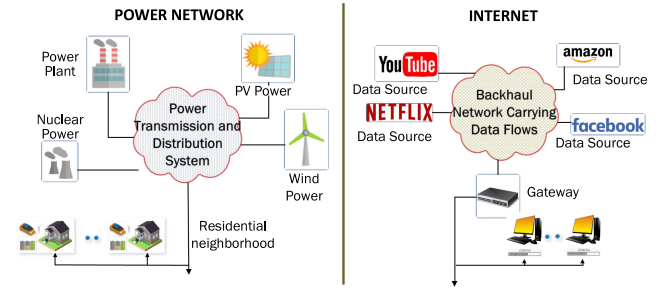 POWER NETWORK
Power
Plant
PV Power
Nuclear
Power
Power
Transmission and
Distribution
System
Wind
Power
Residential
neighborhood
INTERNET
YouTube
Data Source
amazon
Data Source
NETFLIX
Data Source
Backhaul
Network Carrying
Data Flows
facebook
Data Source
Gateway